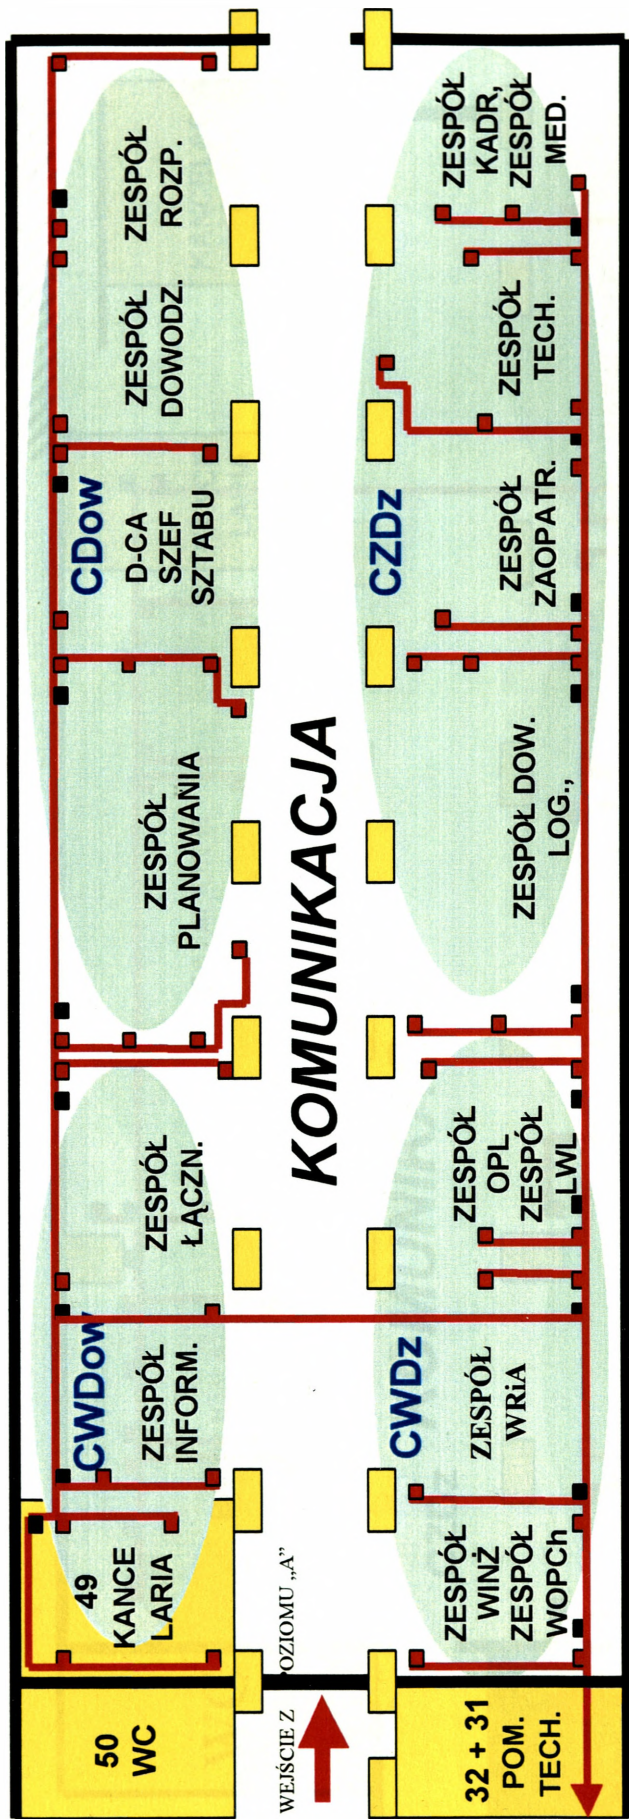 50
WC
49
KANCE
LARIA
CWDow
ZESPÓŁ
INFORM.
ZESPÓŁ
ŁĄCZN.
ZESPÓŁ
PLANOWANIA
CDow
D-CA
SZEF
SZTABU
ZESPÓŁ
DOWODZ.
ZESPÓŁ
ROZP.
WEJŚCIE Z
OZIOMU „A”
KOMUNIKACJA
32 + 31
POM.
TECH.
ZESPÓŁ
WINŻ
ZESPÓŁ
WOPCh
CWDz
ZESPÓŁ
WRiA
ZESPÓŁ
OPL
ZESPÓŁ
LWL
ZESPÓŁ DOW.
LOG.,
CZDz
ZESPÓŁ
ZAOPATR.
ZESPÓŁ
TECH.
ZESPÓŁ
KADR,
ZESPÓŁ
MED.